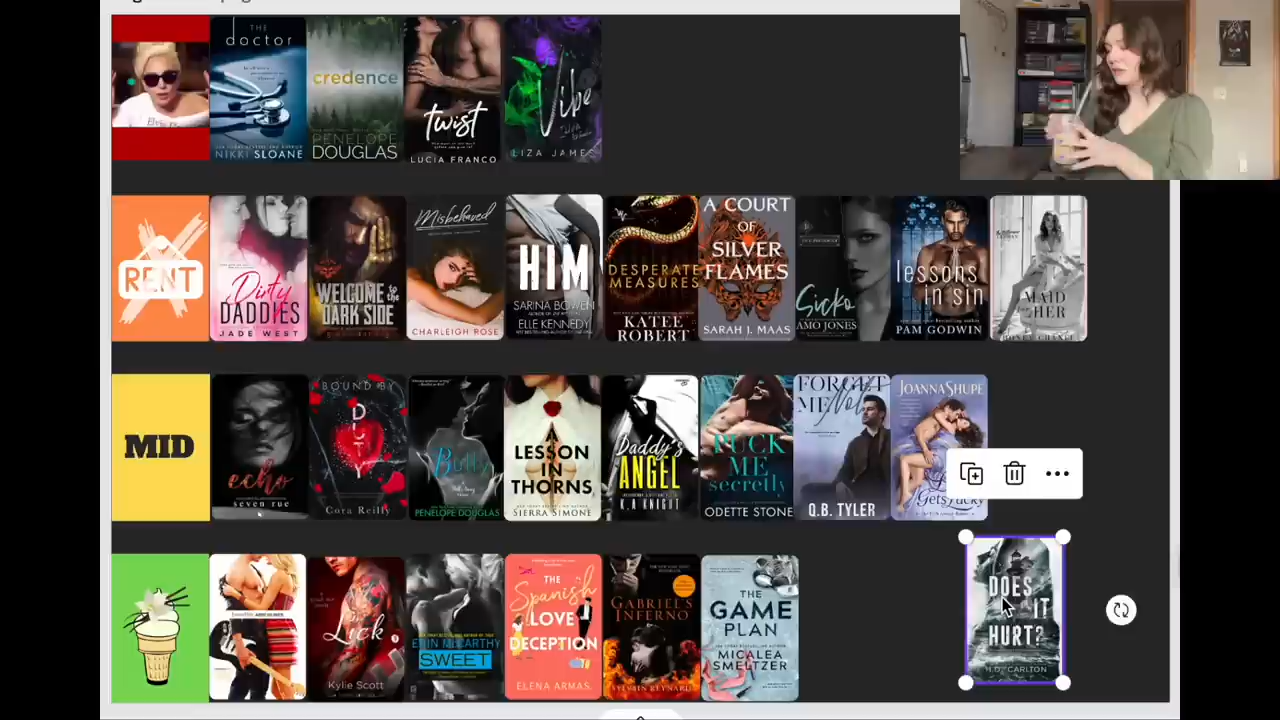 THE
doctor
NIKKI SLOANE
credence
PENELOPE
DOUGLAS
twist
LUCIA FRANCO
Vibe
LIZA JAMES
RENT
Dirty
DADDIES
JADE WEST
WELCOME to the
DARK SIDE
Misbehaved
CHARLEIGH ROSE
HIM
SARINA BOWEN
ELLE KENNEDY
DESPERATE
MEASURES
KATEE
ROBERT
A COURT
OF
SILVER
FLAMES
SARAH J. MAAS
Sicko
AMO JONES
lessons
in sin
PAM GODWIN
MAID
HER
MID
echo
seven rue
BOUND BY
DUTY
Cora Reilly
Bully
PENELOPE DOUGLAS
LESSON
IN
THORNS
SIERRA SIMONE
Daddy's
ANGEL
K.A KNIGHT
PUCK
ME
secretly
ODETTE STONE
FORGET
ME Not
Q.B. TYLER
JOANNA SHUPE
Gets Lucky
Lick
Kylie Scott
ERIN McCARTHY
SWEET
THE
Spanish
LOVE
DECEPTION
ELENA ARMAS
GABRIEL'S
INFERNO
SYLVAIN REYNARD
THE
GAME
PLAN
MICALEA
SMELTZER
DOES
IT
HURT?
H.D. CARLTON